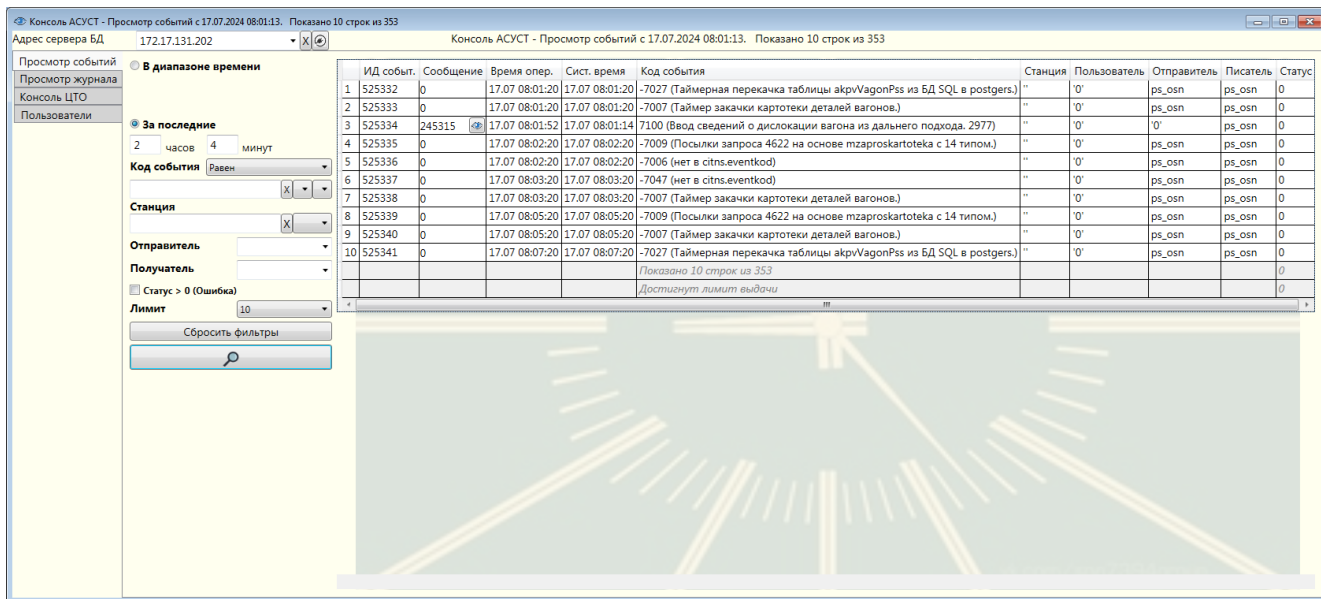 Консоль АСУСТ - Просмотр событий с 17.07.2024 08:01:13. Показано 10 строк из 353
Адрес сервера БД 172.17.131.202 X Консоль АСУСТ - Просмотр событий с 17.07.2024 08:01:13. Показано 10 строк из 353
Просмотр событий
Просмотр журнала
Консоль ЦТО
Пользователи
В диапазоне времени
За последние
2 часов 4 минут
Код события Равен
X
Станция
X
Отправитель
Получатель
Статус > 0 (Ошибка)
Лимит 10
Сбросить фильтры
ИД событ. Сообщение Время опер. Сист. время Код события Станция Пользователь Отправитель Писатель Статус
1 525332 0 17.07 08:01:20 17.07 08:01:20 -7027 (Таймерная перекачка таблицы akpvVagonPss из БД SQL в postgers.) '' '0' ps_osn ps_osn 0
2 525333 0 17.07 08:01:20 17.07 08:01:20 -7007 (Таймер закачки картотеки деталей вагонов.) '' '0' ps_osn ps_osn 0
3 525334 245315 17.07 08:01:52 17.07 08:01:14 7100 (Ввод сведений о дислокации вагона из дальнего подхода. 2977) '' '0' '0' ps_osn 0
4 525335 0 17.07 08:02:20 17.07 08:02:20 -7009 (Посылки запроса 4622 на основе mzaproskartoteka с 14 типом.) '' '0' ps_osn ps_osn 0
5 525336 0 17.07 08:02:20 17.07 08:02:20 -7006 (нет в citns.eventkod) '' '0' ps_osn ps_osn 0
6 525337 0 17.07 08:03:20 17.07 08:03:20 -7047 (нет в citns.eventkod) '' '0' ps_osn ps_osn 0
7 525338 0 17.07 08:03:20 17.07 08:03:20 -7007 (Таймер закачки картотеки деталей вагонов.) '' '0' ps_osn ps_osn 0
8 525339 0 17.07 08:05:20 17.07 08:05:20 -7009 (Посылки запроса 4622 на основе mzaproskartoteka с 14 типом.) '' '0' ps_osn ps_osn 0
9 525340 0 17.07 08:05:20 17.07 08:05:20 -7007 (Таймер закачки картотеки деталей вагонов.) '' '0' ps_osn ps_osn 0
10 525341 0 17.07 08:07:20 17.07 08:07:20 -7027 (Таймерная перекачка таблицы akpvVagonPss из БД SQL в postgers.) '' '0' ps_osn ps_osn 0
Показано 10 строк из 353 0
Достигнут лимит выдачи 0